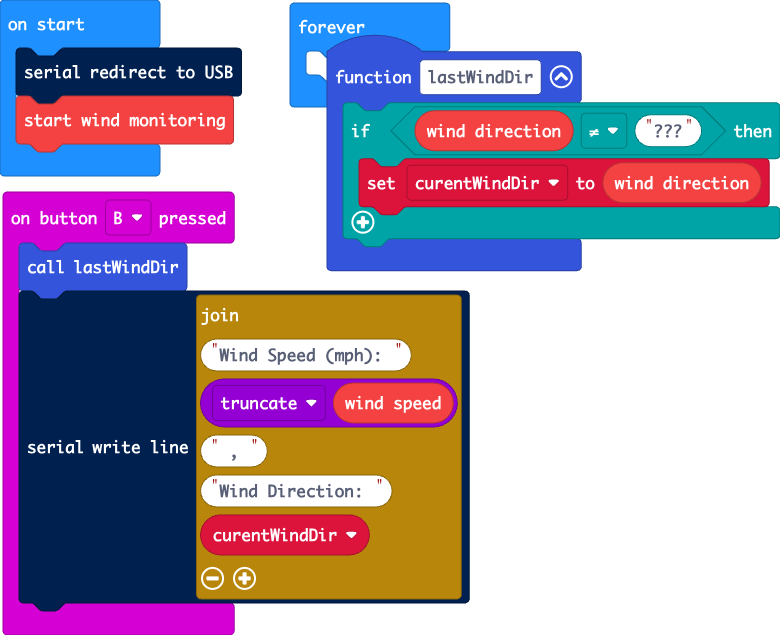 on start
serial redirect to USB
start wind monitoring
forever
function lastWindDir
if wind direction ≠ "???" then
set curentWindDir to wind direction
on button B pressed
call lastWindDir
serial write line
join
"Wind Speed (mph): "
truncate wind speed
" , "
"Wind Direction: "
curentWindDir